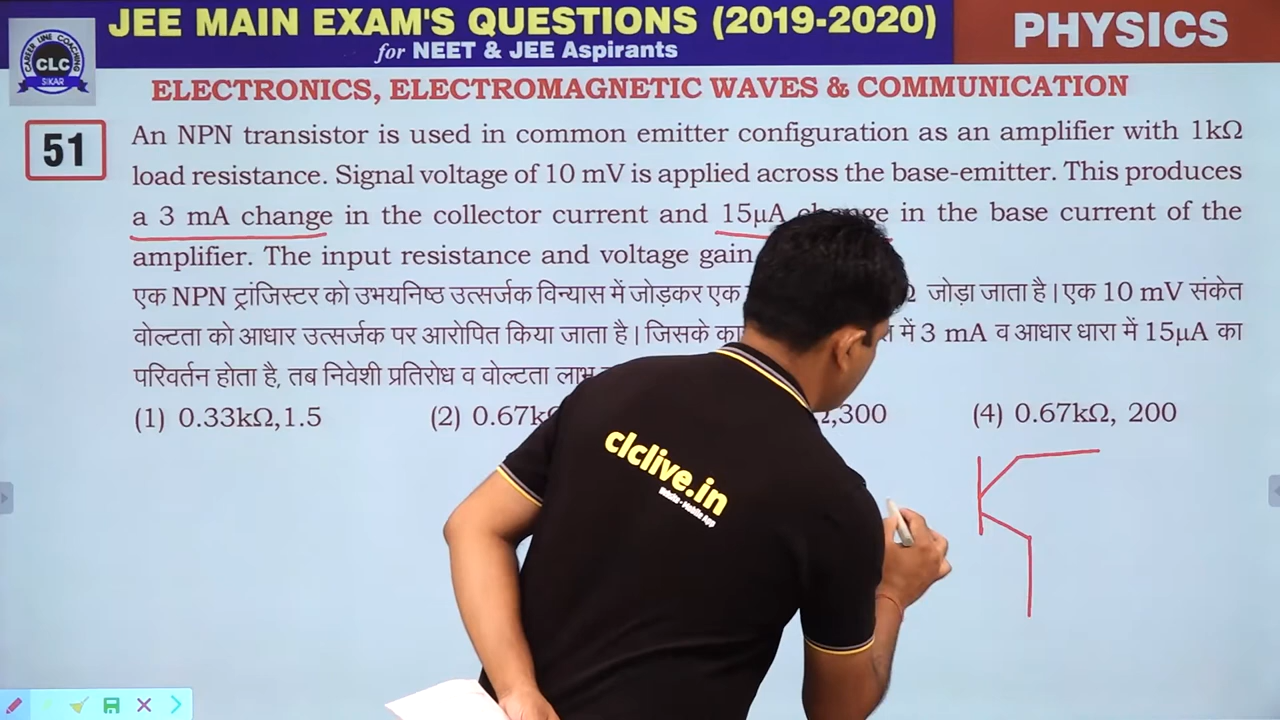 JEE MAIN EXAM'S QUESTIONS (2019-2020)
for NEET & JEE Aspirants
PHYSICS
CAREER LINE COACHING
CLC
SIKAR
ELECTRONICS, ELECTROMAGNETIC WAVES & COMMUNICATION
51
An NPN transistor is used in common emitter configuration as an amplifier with 1kΩ
load resistance. Signal voltage of 10 mV is applied across the base-emitter. This produces
a 3 mA change in the collector current and 15μA change in the base current of the
amplifier. The input resistance and voltage gain
एक NPN ट्रांजिस्टर को उभयनिष्ठ उत्सर्जक विन्यास में जोड़कर एक जोड़ा जाता है। एक 10 mV संकेत
वोल्टता को आधार उत्सर्जक पर आरोपित किया जाता है। जिसके में 3 mA व आधार धारा में 15μA का
परिवर्तन होता है, तब निवेशी प्रतिरोध व वोल्टता लाभ
(1) 0.33kΩ,1.5 (2) 0.67k ,300 (4) 0.67kΩ, 200
clclive.in